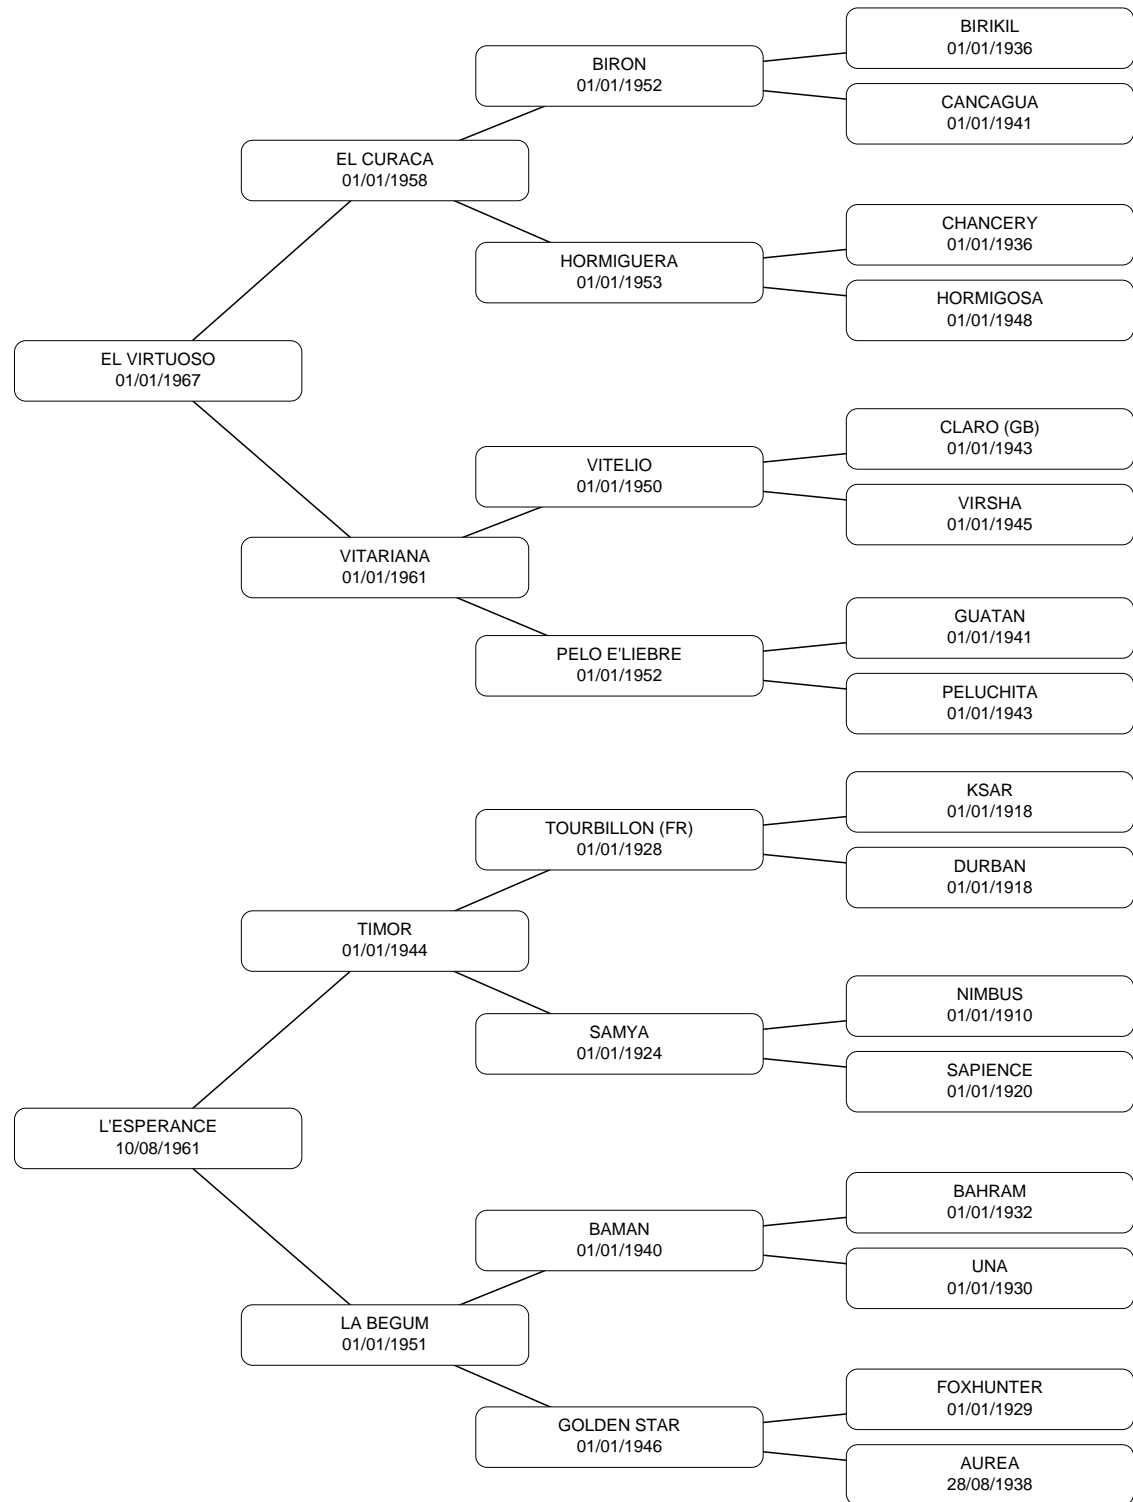 BIRIKIL
01/01/1936
BIRON
01/01/1952
CANCAGUA
01/01/1941
EL CURACA
01/01/1958
CHANCERY
01/01/1936
HORMIGUERA
01/01/1953
HORMIGOSA
01/01/1948
EL VIRTUOSO
01/01/1967
CLARO (GB)
01/01/1943
VITELIO
01/01/1950
VIRSHA
01/01/1945
VITARIANA
01/01/1961
GUATAN
01/01/1941
PELO E'LIEBRE
01/01/1952
PELUCHITA
01/01/1943
KSAR
01/01/1918
TOURBILLON (FR)
01/01/1928
DURBAN
01/01/1918
TIMOR
01/01/1944
NIMBUS
01/01/1910
SAMYA
01/01/1924
SAPIENCE
01/01/1920
L'ESPERANCE
10/08/1961
BAHRAM
01/01/1932
BAMAN
01/01/1940
UNA
01/01/1930
LA BEGUM
01/01/1951
FOXHUNTER
01/01/1929
GOLDEN STAR
01/01/1946
AUREA
28/08/1938